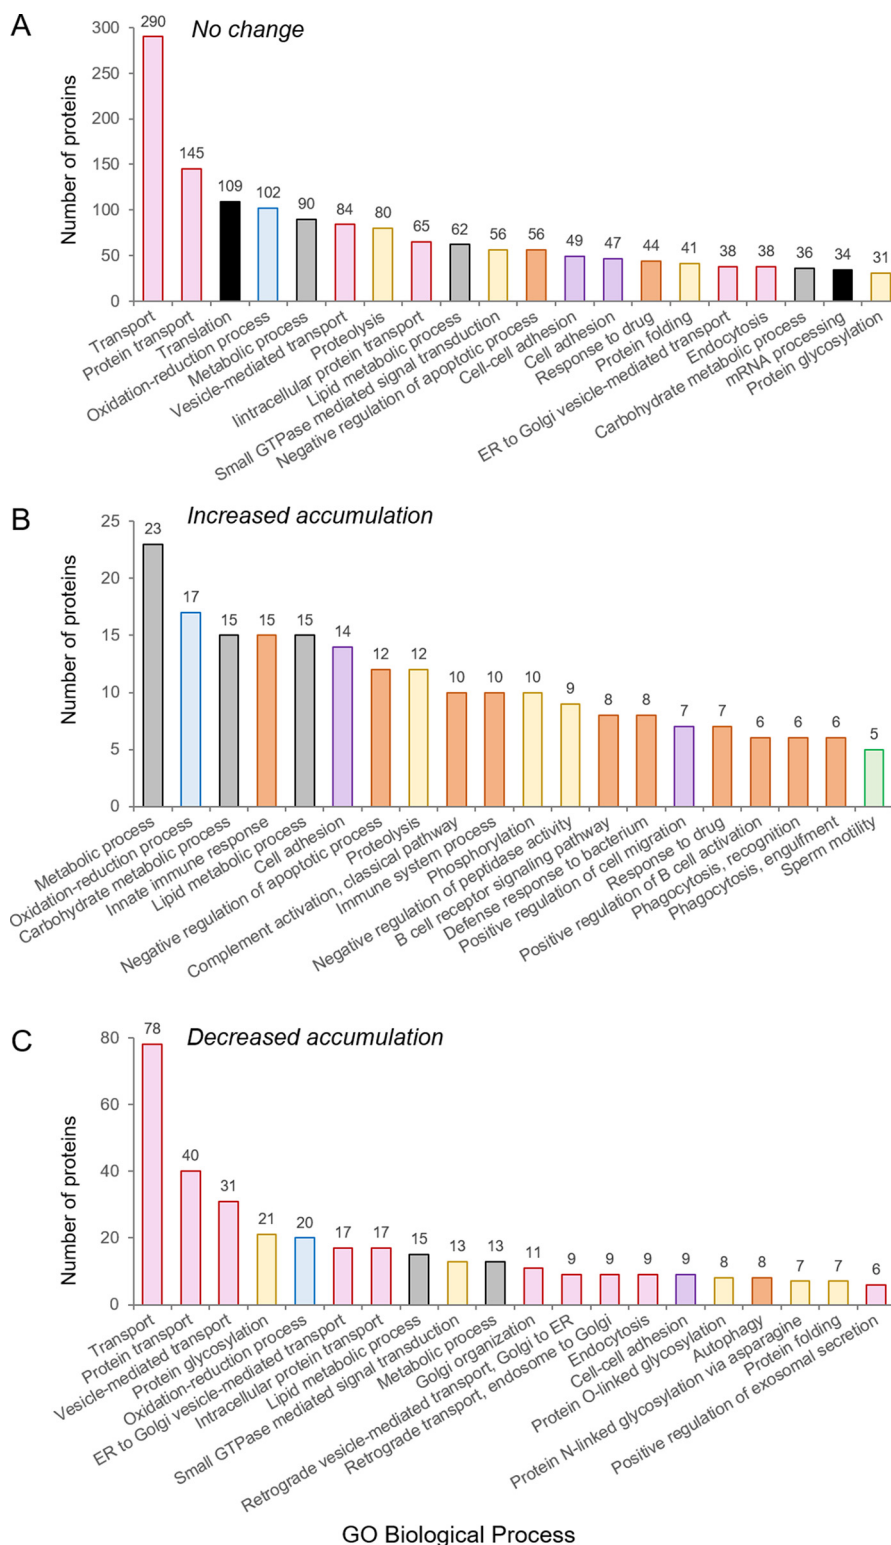 A
No change
Number of proteins
300
250
200
150
100
50
0
290
145
109
102
90
84
80
65
62
56
56
49
47
44
41
38
38
36
34
31
Transport
Protein transport
Translation
Oxidation-reduction process
Metabolic process
Vesicle-mediated transport
Proteolysis
Iintracellular protein transport
Lipid metabolic process
Small GTPase mediated signal transduction
Negative regulation of apoptotic process
Cell-cell adhesion
Cell adhesion
Response to drug
Protein folding
ER to Golgi vesicle-mediated transport
Endocytosis
Carbohydrate metabolic process
mRNA processing
Protein glycosylation
B
Increased accumulation
Number of proteins
25
20
15
10
5
0
23
17
15
15
15
14
12
12
10
10
10
9
8
8
7
7
6
6
6
5
Metabolic process
Oxidation-reduction process
Carbohydrate metabolic process
Innate immune response
Lipid metabolic process
Cell adhesion
Negative regulation of apoptotic process
Proteolysis
Complement activation, classical pathway
Immune system process
Phosphorylation
Negative regulation of peptidase activity
B cell receptor signaling pathway
Defense response to bacterium
Positive regulation of cell migration
Response to drug
Positive regulation of B cell activation
Phagocytosis, recognition
Phagocytosis, engulfment
Sperm motility
C
Decreased accumulation
Number of proteins
80
60
40
20
0
78
40
31
21
20
17
17
15
13
13
11
9
9
9
9
8
8
7
7
6
Transport
Protein transport
Vesicle-mediated transport
Protein glycosylation
Oxidation-reduction process
ER to Golgi vesicle-mediated transport
Intracellular protein transport
Lipid metabolic process
Small GTPase mediated signal transduction
Metabolic process
Golgi organization
Retrograde vesicle-mediated transport, Golgi to ER
Retrograde transport, endosome to Golgi
Endocytosis
Cell-cell adhesion
Protein O-linked glycosylation
Autophagy
Protein N-linked glycosylation via asparagine
Protein folding
Positive regulation of exosomal secretion
GO Biological Process